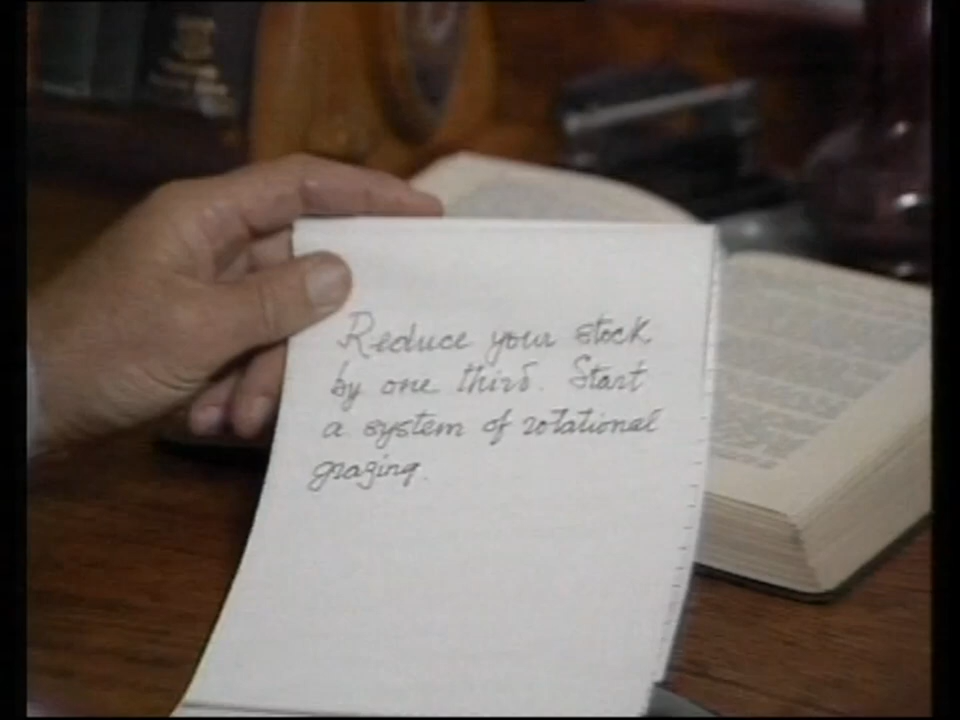 Reduce your stock
by one third. Start
a system of rotational
grazing.